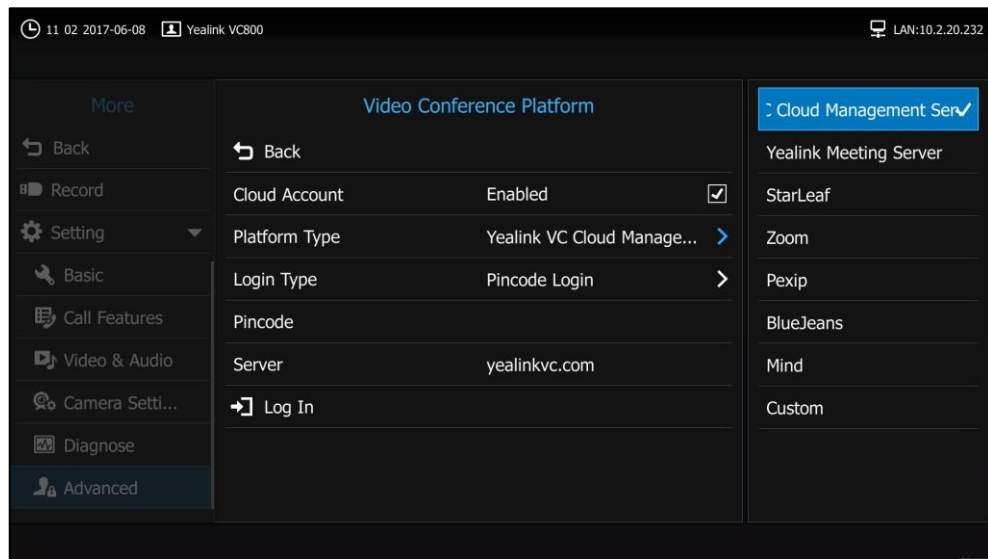 11 02 2017-06-08 Yealink VC800 LAN:10.2.20.232
More
Back
Record
Setting
Basic
Call Features
Video & Audio
Camera Setti...
Diagnose
Advanced
Video Conference Platform
Back
Cloud Account Enabled
Platform Type Yealink VC Cloud Manage...
Login Type Pincode Login
Pincode
Server yealinkvc.com
Log In
Cloud Management Ser
Yealink Meeting Server
StarLeaf
Zoom
Pexip
BlueJeans
Mind
Custom